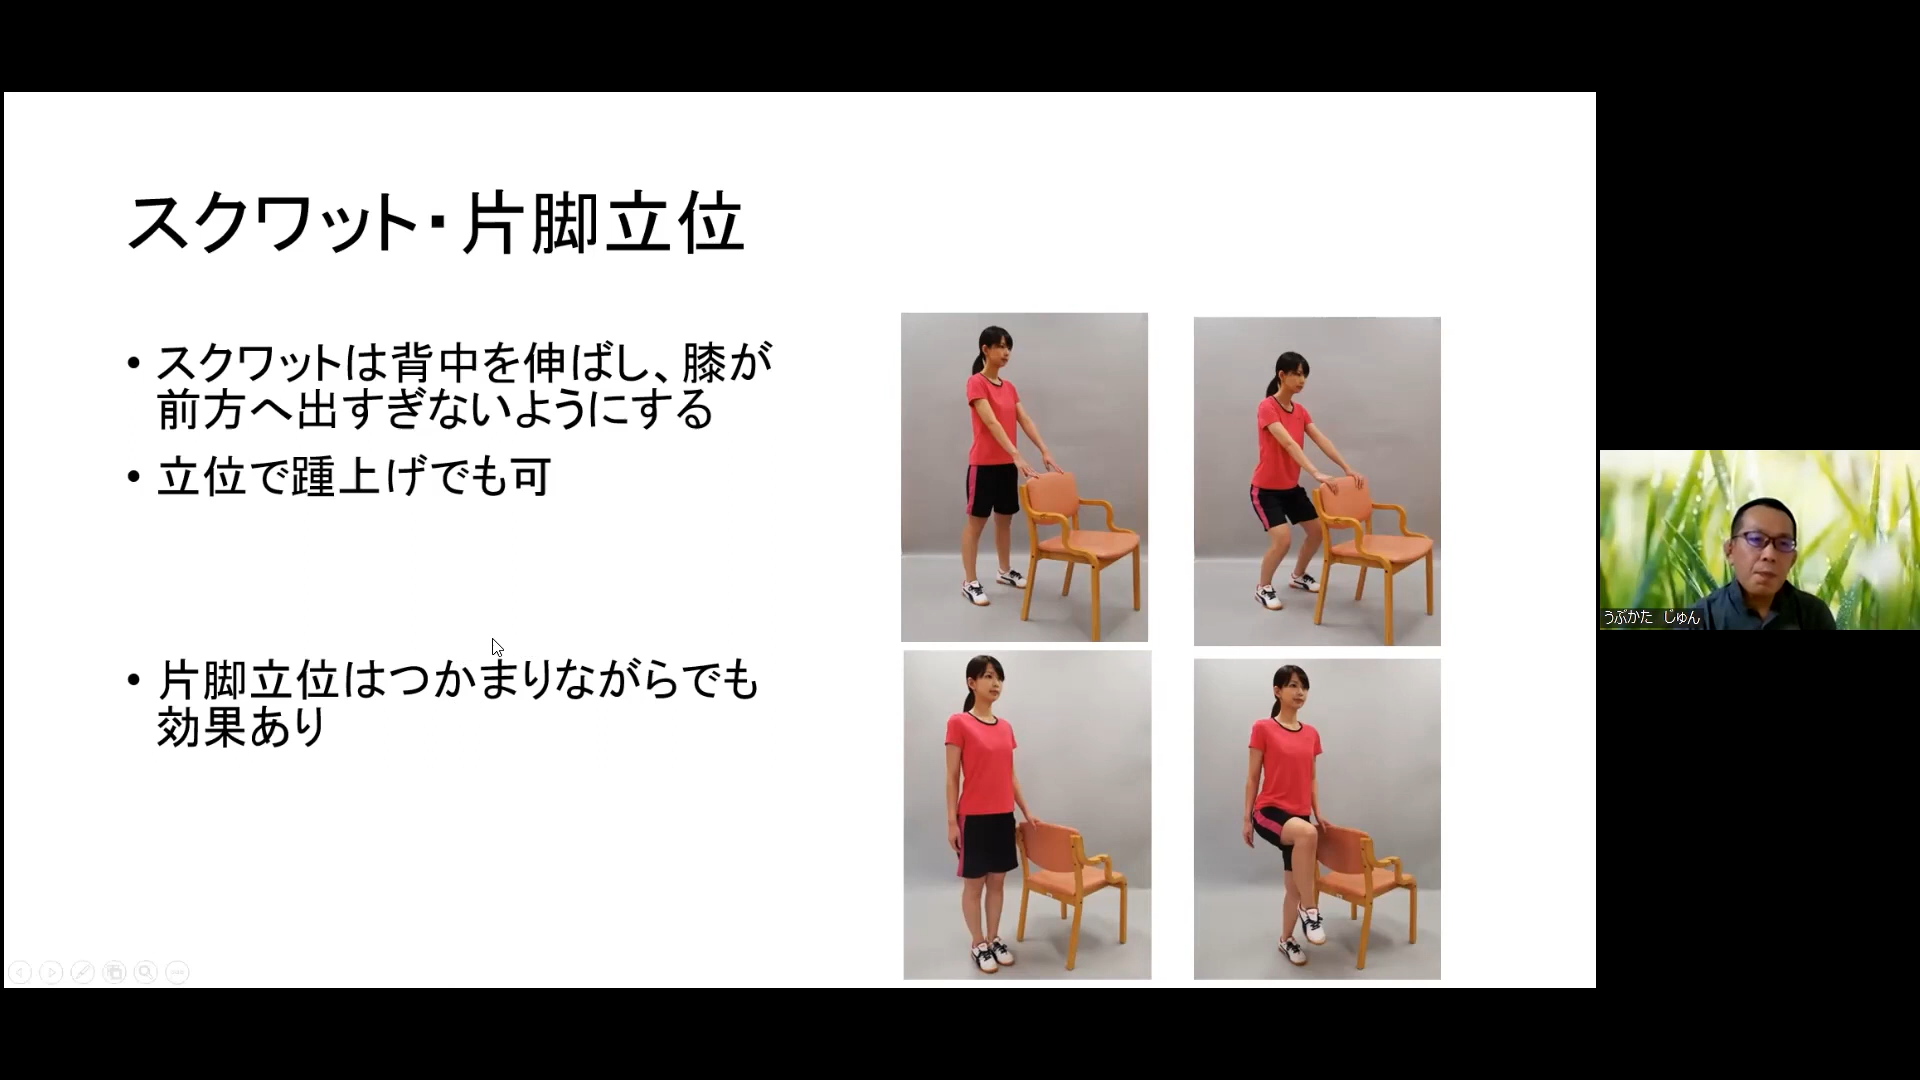 スクワット・片脚立位
• スクワットは背中を伸ばし、膝が
前方へ出すぎないようにする
• 立位で踵上げでも可
• 片脚立位はつかまりながらでも
効果あり
うぶかた じゅん